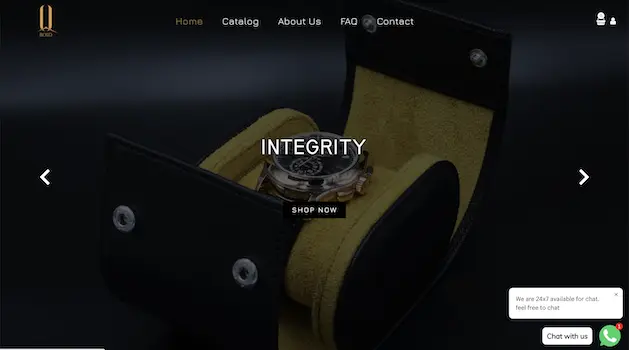 Home Catalog About Us FAQ Contact
INTEGRITY
SHOP NOW
We are 24x7 available for chat,
feel free to chat
×
Chat with us
1